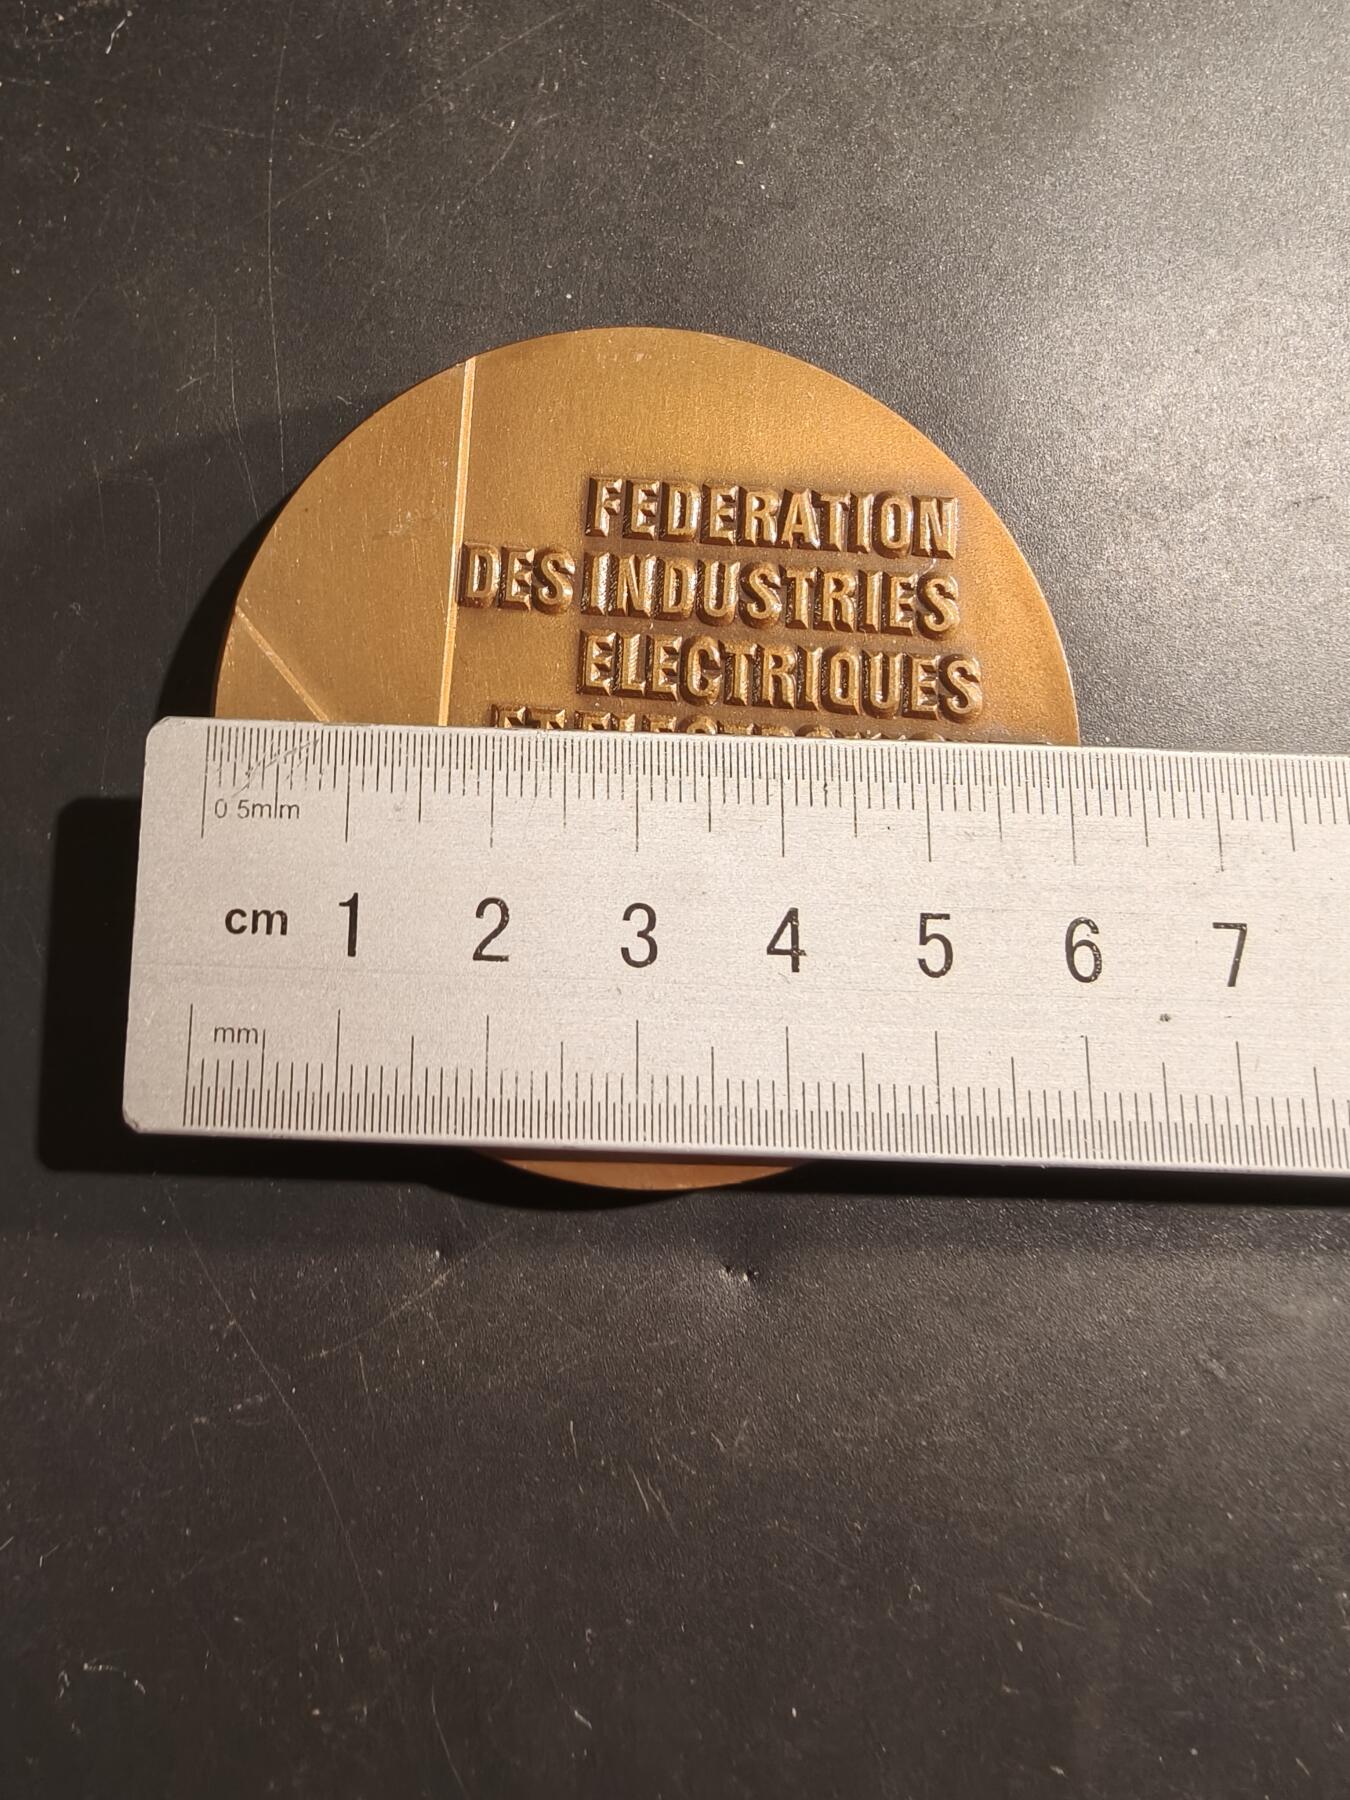 FEDERATION
DES INDUSTRIES
ELECTRIQUES
0.5mm
cm 1 2 3 4 5 6 7
mm